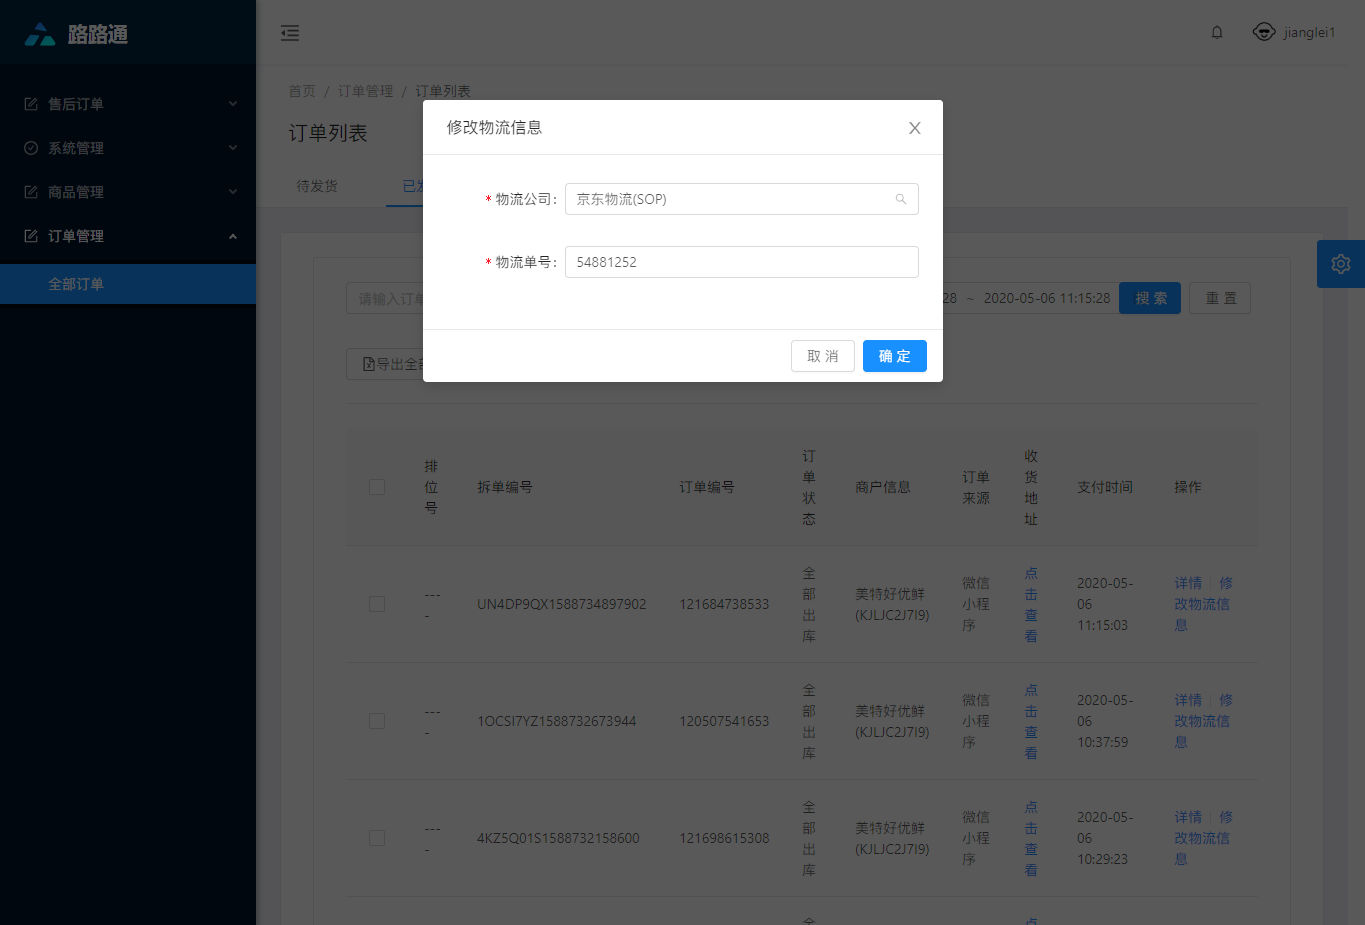 路路通
jianglei1
售后订单
系统管理
商品管理
订单管理
全部订单
首页 / 订单管理 / 订单列表
订单列表
待发货
已发
修改物流信息
* 物流公司:
京东物流(SOP)
* 物流单号:
54881252
取 消
确 定
请输入订单
28 ~ 2020-05-06 11:15:28
搜 索
重 置
导出全部
排
位
号
拆单编号
订单编号
订
单
状
态
商户信息
订单
来源
收
货
地
址
支付时间
操作
---
-
UN4DP9QX1588734897902
121684738533
全
部
出
库
美特好优鲜
(KJLJC2J7I9)
微信
小程
序
点
击
查
看
2020-05-
06
11:15:03
详情 | 修
改物流信
息
---
-
1OCSI7YZ1588732673944
120507541653
全
部
出
库
美特好优鲜
(KJLJC2J7I9)
微信
小程
序
点
击
查
看
2020-05-
06
10:37:59
详情 | 修
改物流信
息
---
-
4KZ5Q01S1588732158600
121698615308
全
部
出
库
美特好优鲜
(KJLJC2J7I9)
微信
小程
序
点
击
查
看
2020-05-
06
10:29:23
详情 | 修
改物流信
息
全
点